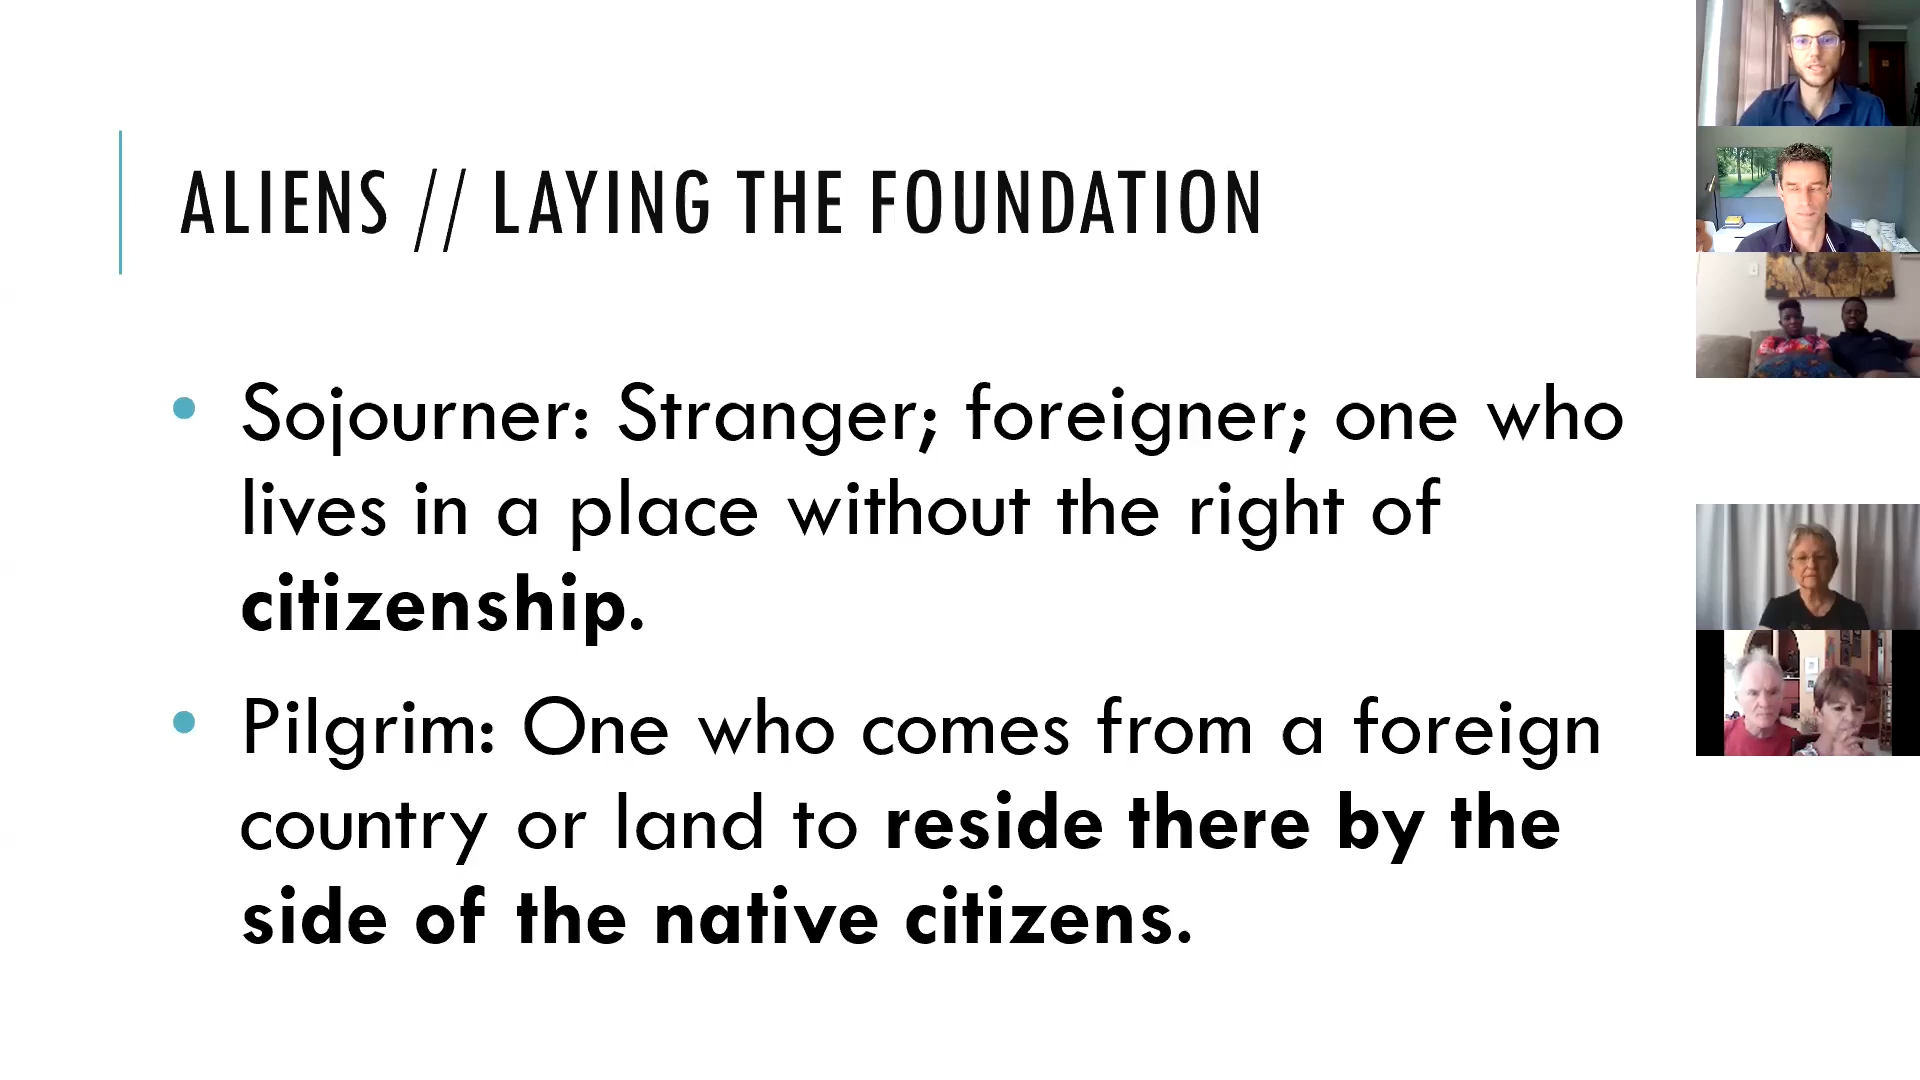 ALIENS // LAYING THE FOUNDATION
• Sojourner: Stranger; foreigner; one who
lives in a place without the right of
citizenship.
• Pilgrim: One who comes from a foreign
country or land to reside there by the
side of the native citizens.